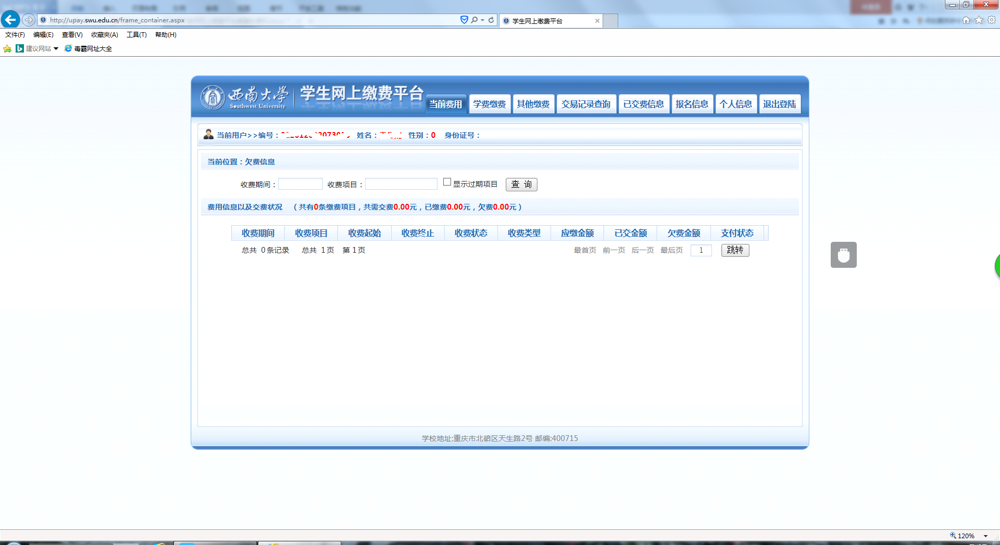 http://upay.swu.edu.cn/frame_container.aspx
学生网上缴费平台
文件(F) 编辑(E) 查看(V) 收藏夹(A) 工具(T) 帮助(H)
建议网站 毒霸网址大全
西南大学 Southwest University 学生网上缴费平台
当前费用 学费缴费 其他缴费 交易记录查询 已交费信息 报名信息 个人信息 退出登陆
当前用户>>编号： 姓名： 性别：0 身份证号：
当前位置：欠费信息
收费期间： 收费项目： 显示过期项目 查 询
费用信息以及交费状况 （共有0条缴费项目，共需交费0.00元，已缴费0.00元，欠费0.00元）
收费期间 收费项目 收费起始 收费终止 收费状态 收费类型 应缴金额 已交金额 欠费金额 支付状态
总共 0条记录 总共 1页 第1页 最首页 前一页 后一页 最后页 1 跳转
学校地址:重庆市北碚区天生路2号 邮编:400715
120%